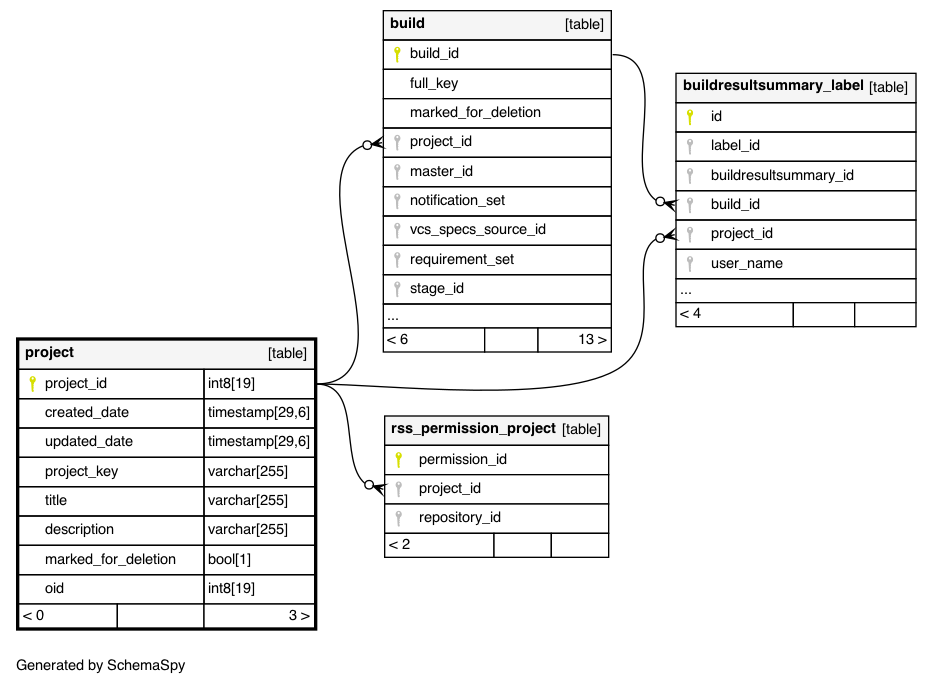 build [table]
build_id
full_key
marked_for_deletion
project_id
master_id
notification_set
vcs_specs_source_id
requirement_set
stage_id
...
< 6 13 >
buildresultsummary_label [table]
id
label_id
buildresultsummary_id
build_id
project_id
user_name
...
< 4
project [table]
project_id int8[19]
created_date timestamp[29,6]
updated_date timestamp[29,6]
project_key varchar[255]
title varchar[255]
description varchar[255]
marked_for_deletion bool[1]
oid int8[19]
< 0 3 >
rss_permission_project [table]
permission_id
project_id
repository_id
< 2
Generated by SchemaSpy